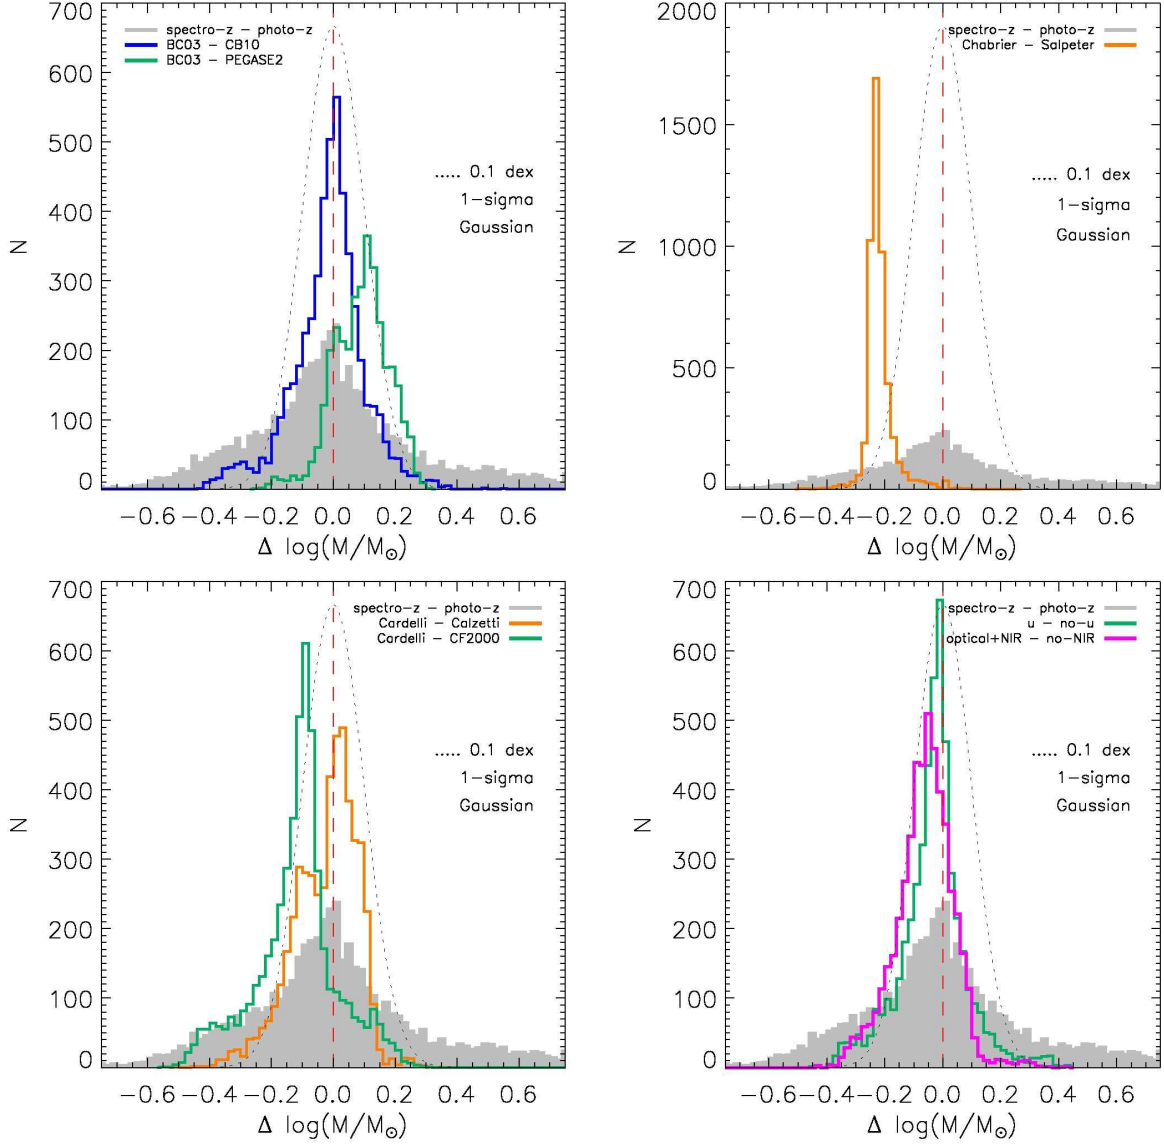 700
600
500
400
300
200
100
0
N
spectro-z - photo-z
BC03 - CB10
BC03 - PEGASE2
..... 0.1 dex
1-sigma
Gaussian
-0.6 -0.4 -0.2 0.0 0.2 0.4 0.6
Δ log(M/M⊙)
2000
1500
1000
500
0
N
spectro-z - photo-z
Chabrier - Salpeter
..... 0.1 dex
1-sigma
Gaussian
-0.6 -0.4 -0.2 0.0 0.2 0.4 0.6
Δ log(M/M⊙)
700
600
500
400
300
200
100
0
N
spectro-z - photo-z
Cardelli - Calzetti
Cardelli - CF2000
..... 0.1 dex
1-sigma
Gaussian
-0.6 -0.4 -0.2 0.0 0.2 0.4 0.6
Δ log(M/M⊙)
700
600
500
400
300
200
100
0
N
spectro-z - photo-z
u - no-u
optical+NIR - no-NIR
..... 0.1 dex
1-sigma
Gaussian
-0.6 -0.4 -0.2 0.0 0.2 0.4 0.6
Δ log(M/M⊙)